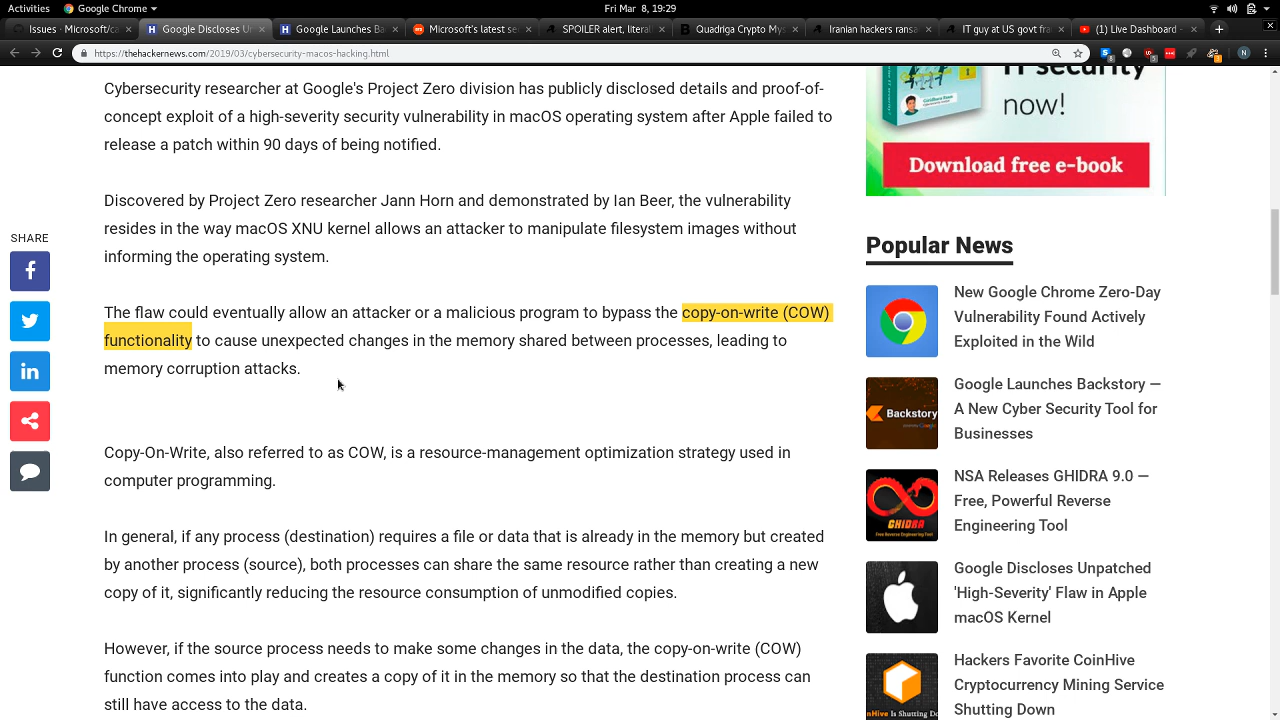 Activities
Google Chrome
Fri Mar 8, 19:29
Issues · Microsoft/ca
Google Discloses U
Google Launches B
Microsoft's latest se
SPOILER alert, litera
Quadriga Crypto My
Iranian hackers ransa
IT guy at US govt fra
(1) Live Dashboard -
https://thehackernews.com/2019/03/cybersecurity-macos-hacking.html
Cybersecurity researcher at Google's Project Zero division has publicly disclosed details and proof-of-
concept exploit of a high-severity security vulnerability in macOS operating system after Apple failed to
release a patch within 90 days of being notified.
Discovered by Project Zero researcher Jann Horn and demonstrated by Ian Beer, the vulnerability
resides in the way macOS XNU kernel allows an attacker to manipulate filesystem images without
informing the operating system.
The flaw could eventually allow an attacker or a malicious program to bypass the copy-on-write (COW)
functionality to cause unexpected changes in the memory shared between processes, leading to
memory corruption attacks.
Copy-On-Write, also referred to as COW, is a resource-management optimization strategy used in
computer programming.
In general, if any process (destination) requires a file or data that is already in the memory but created
by another process (source), both processes can share the same resource rather than creating a new
copy of it, significantly reducing the resource consumption of unmodified copies.
However, if the source process needs to make some changes in the data, the copy-on-write (COW)
function comes to play and creates a copy of it in the memory so that the destination process can
still have access to the data.
SHARE
IT security
now!
Download free e-book
Popular News
New Google Chrome Zero-Day
Vulnerability Found Actively
Exploited in the Wild
Backstory
Google Launches Backstory —
A New Cyber Security Tool for
Businesses
GHIDRA
NSA Releases GHIDRA 9.0 —
Free, Powerful Reverse
Engineering Tool
Google Discloses Unpatched
'High-Severity' Flaw in Apple
macOS Kernel
Hackers Favorite CoinHive
Cryptocurrency Mining Service
Shutting Down
nHive Is Shutting Do